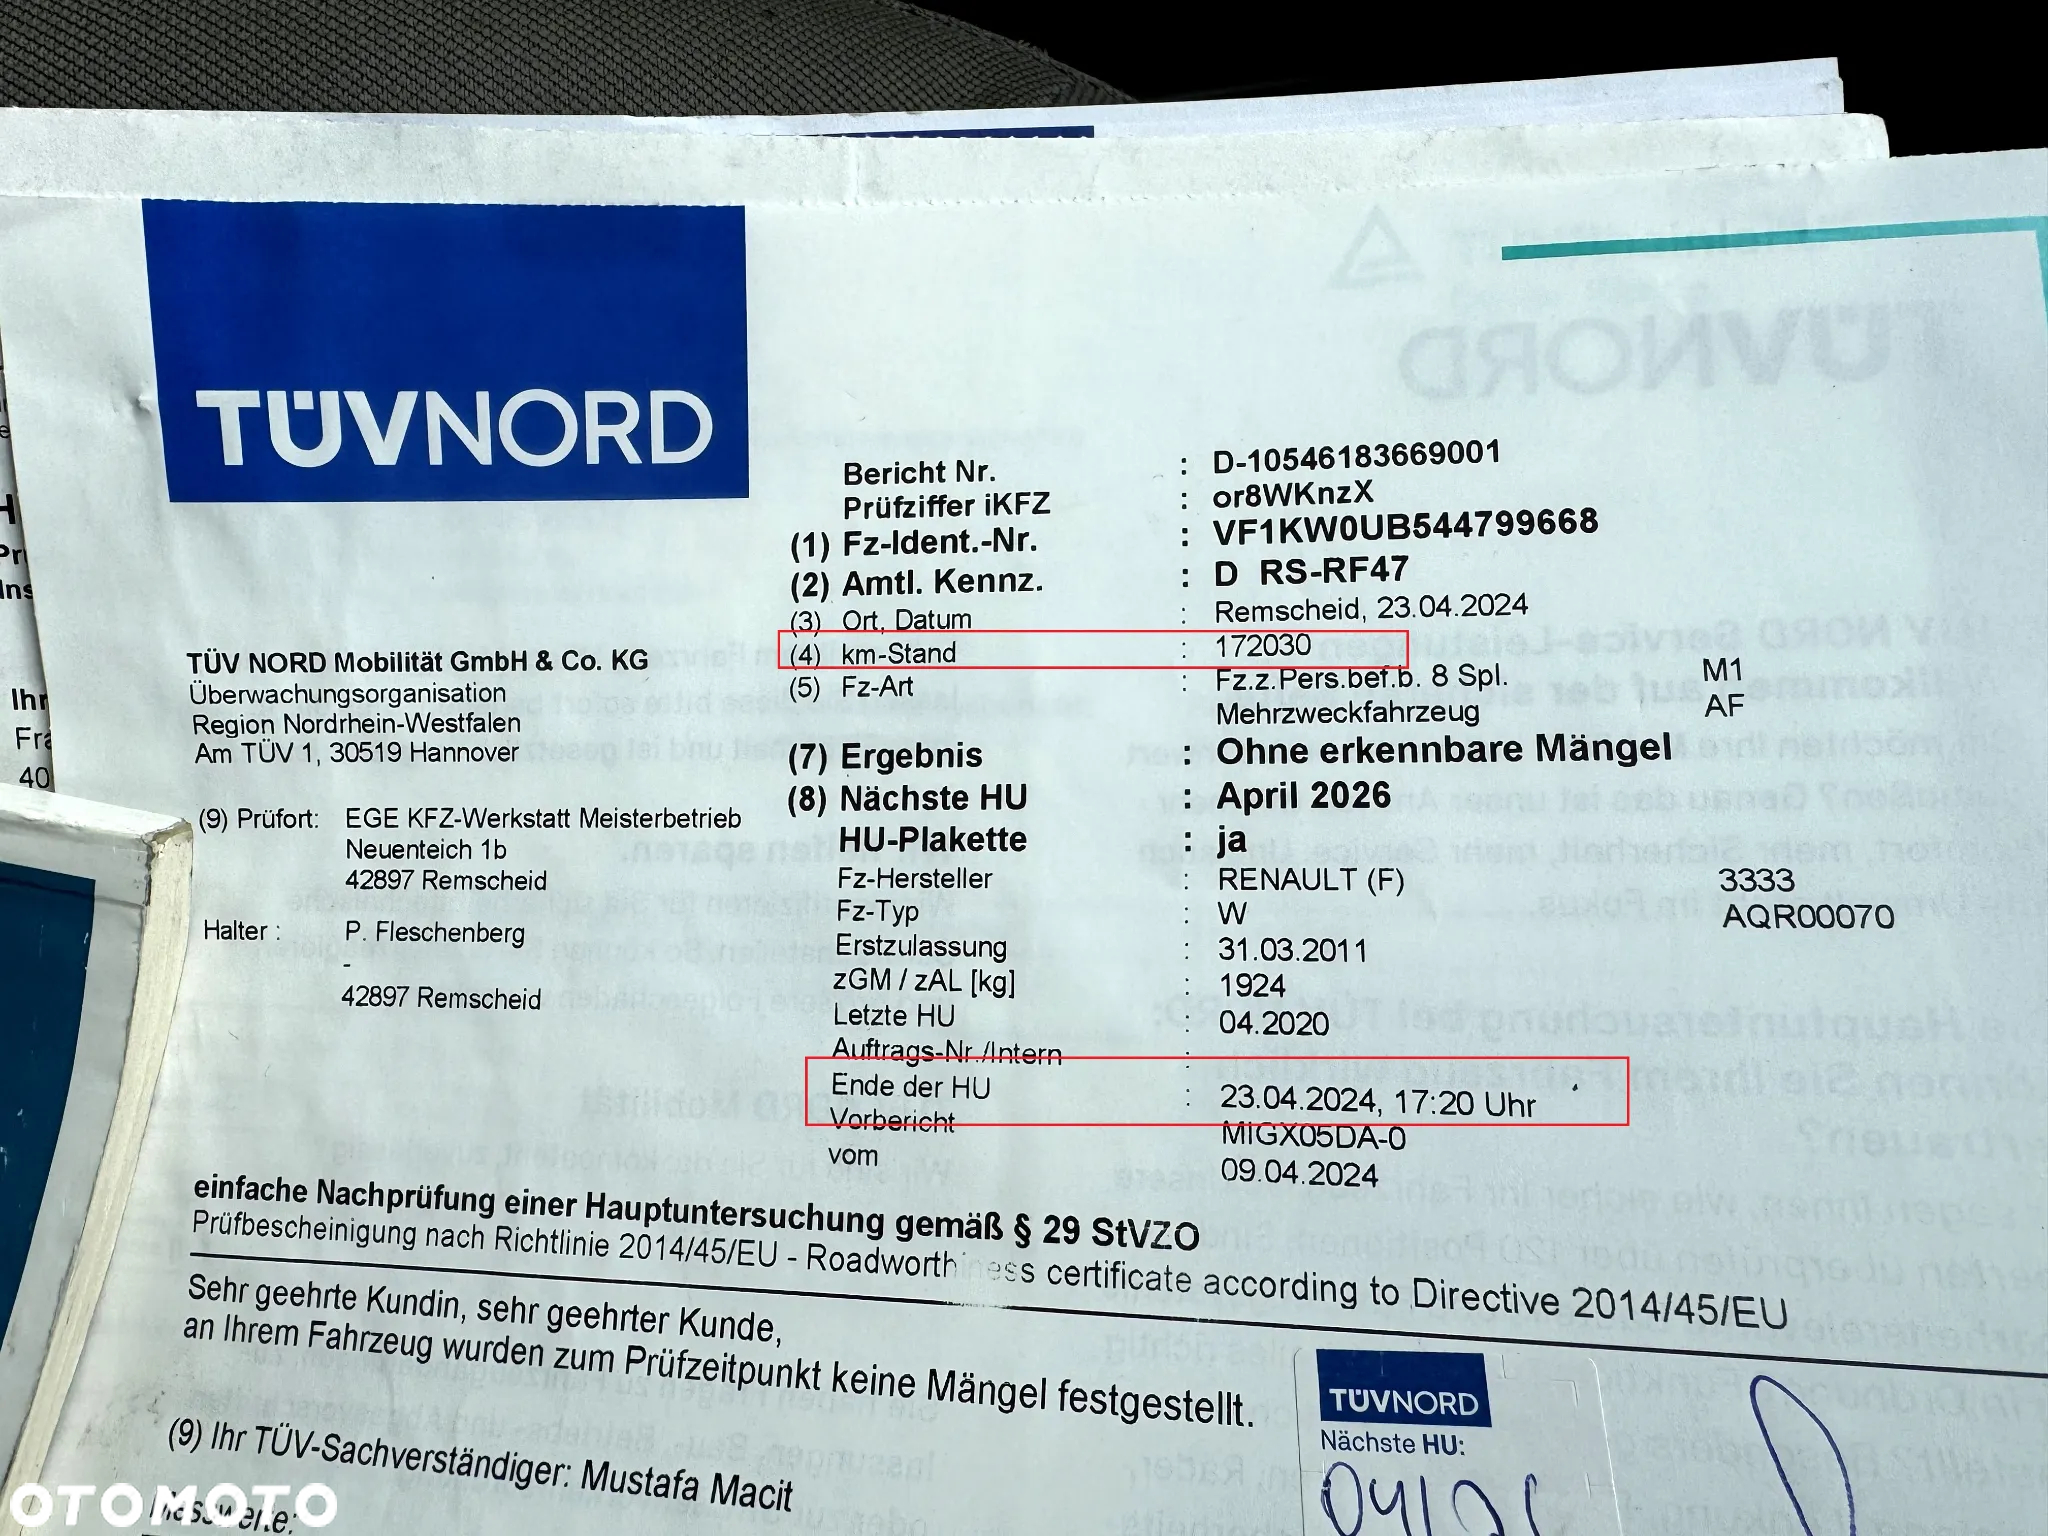 TÜVNORD
Bericht Nr. : D-10546183669001
Prüfziffer iKFZ : or8WKnzX
(1) Fz-Ident.-Nr. : VF1KW0UB544799668
(2) Amtl. Kennz. : D RS-RF47
(3) Ort, Datum : Remscheid, 23.04.2024
(4) km-Stand : 172030
(5) Fz-Art : Fz.z.Pers.bef.b. 8 Spl. M1
Mehrzweckfahrzeug AF
(7) Ergebnis : Ohne erkennbare Mängel
(8) Nächste HU : April 2026
HU-Plakette : ja
Fz-Hersteller : RENAULT (F) 3333
Fz-Typ : W AQR00070
Erstzulassung : 31.03.2011
zGM / zAL [kg] : 1924
Letzte HU : 04.2020
Auftrags-Nr./Intern :
Ende der HU : 23.04.2024, 17:20 Uhr
Vorbericht MIGX05DA-0
vom 09.04.2024
TÜV NORD Mobilität GmbH & Co. KG
Überwachungsorganisation
Region Nordrhein-Westfalen
Am TÜV 1, 30519 Hannover
(9) Prüfort: EGE KFZ-Werkstatt Meisterbetrieb
Neuenteich 1b
42897 Remscheid
Halter : P. Fleschenberg
-
42897 Remscheid
einfache Nachprüfung einer Hauptuntersuchung gemäß § 29 StVZO
Prüfbescheinigung nach Richtlinie 2014/45/EU - Roadworthiness certificate according to Directive 2014/45/EU
Sehr geehrte Kundin, sehr geehrter Kunde,
an Ihrem Fahrzeug wurden zum Prüfzeitpunkt keine Mängel festgestellt.
(9) Ihr TÜV-Sachverständiger: Mustafa Macit
TÜVNORD
Nächste HU:
Messwerte:
OTOMOTO